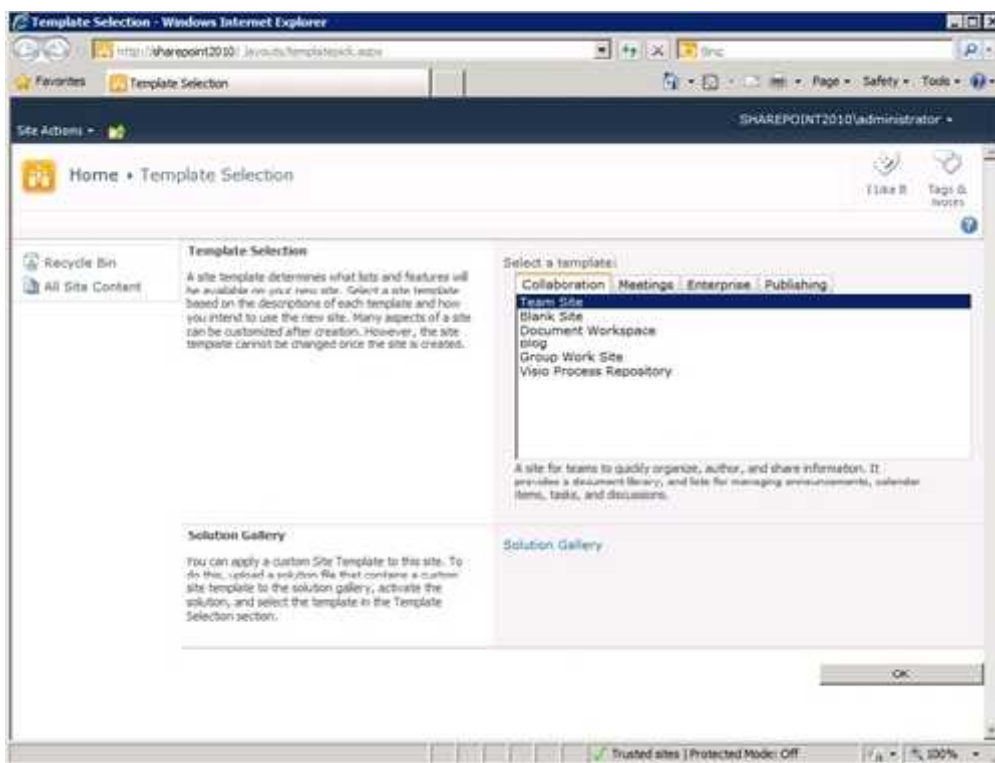 Template Selection - Windows Internet Explorer
http://sharepoint2010/_layouts/templatepick.aspx
Bing
Favorites
Template Selection
Page
Safety
Tools
Site Actions
SHAREPOINT2010\administrator
Home
Template Selection
I Like It
Tags &
Notes
Recycle Bin
All Site Content
Template Selection
A site template determines what lists and features will
be available on your new site. Select a site template
based on the descriptions of each template and how
you intend to use the new site. Many aspects of a site
can be customized after creation. However, the site
template cannot be changed once the site is created.
Select a template:
Collaboration
Meetings
Enterprise
Publishing
Team Site
Blank Site
Document Workspace
Blog
Group Work Site
Visio Process Repository
A site for teams to quickly organize, author, and share information. It
provides a document library, and lists for managing announcements, calendar
items, tasks, and discussions.
Solution Gallery
You can apply a custom Site Template to this site. To
do this, upload a solution file that contains a custom
site template to the solution gallery, activate the
solution, and select the template in the Template
Selection section.
Solution Gallery
OK
Trusted sites | Protected Mode: Off
100%